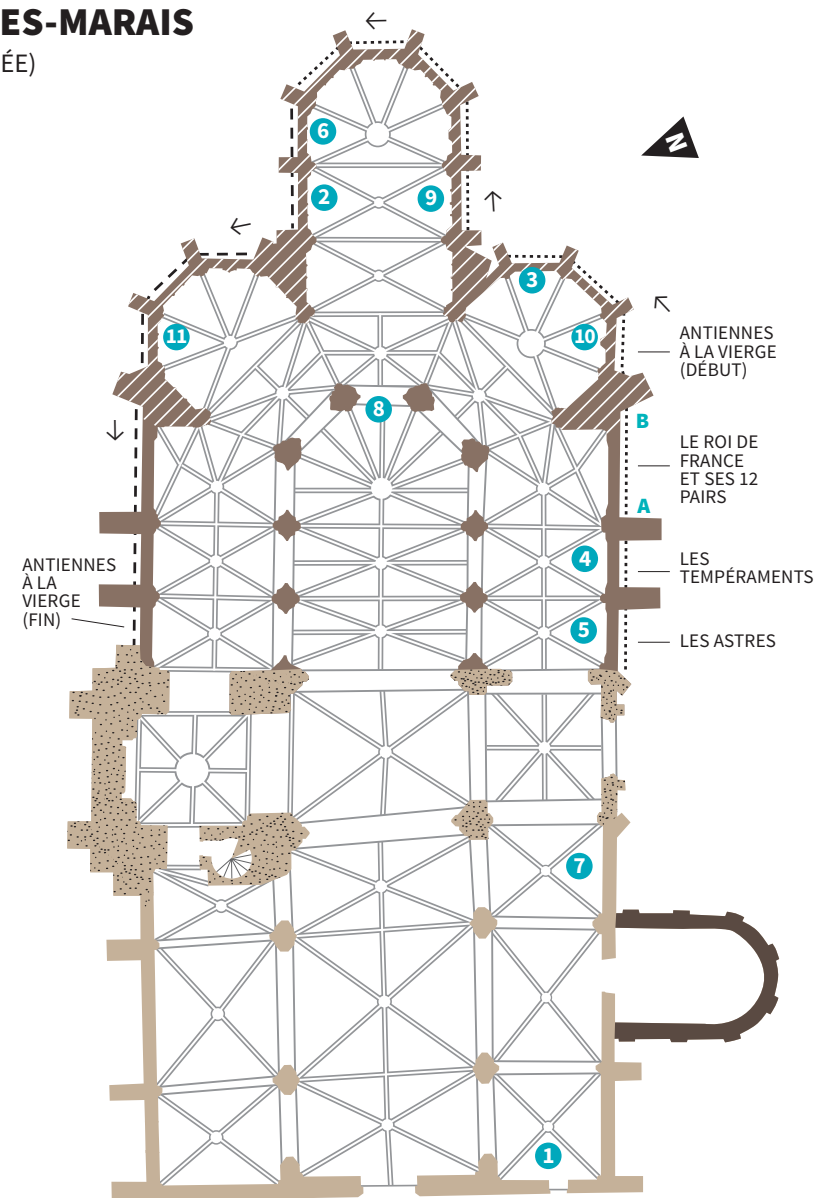 ES-MARAIS
ÉE)
N
6
2
9
3
11
10
ANTIENNES
À LA VIERGE
(DÉBUT)
8
B
LE ROI DE
FRANCE
ET SES 12
PAIRS
A
4
LES
TEMPÉRAMENTS
ANTIENNES
À LA
VIERGE
(FIN)
5
LES ASTRES
7
1